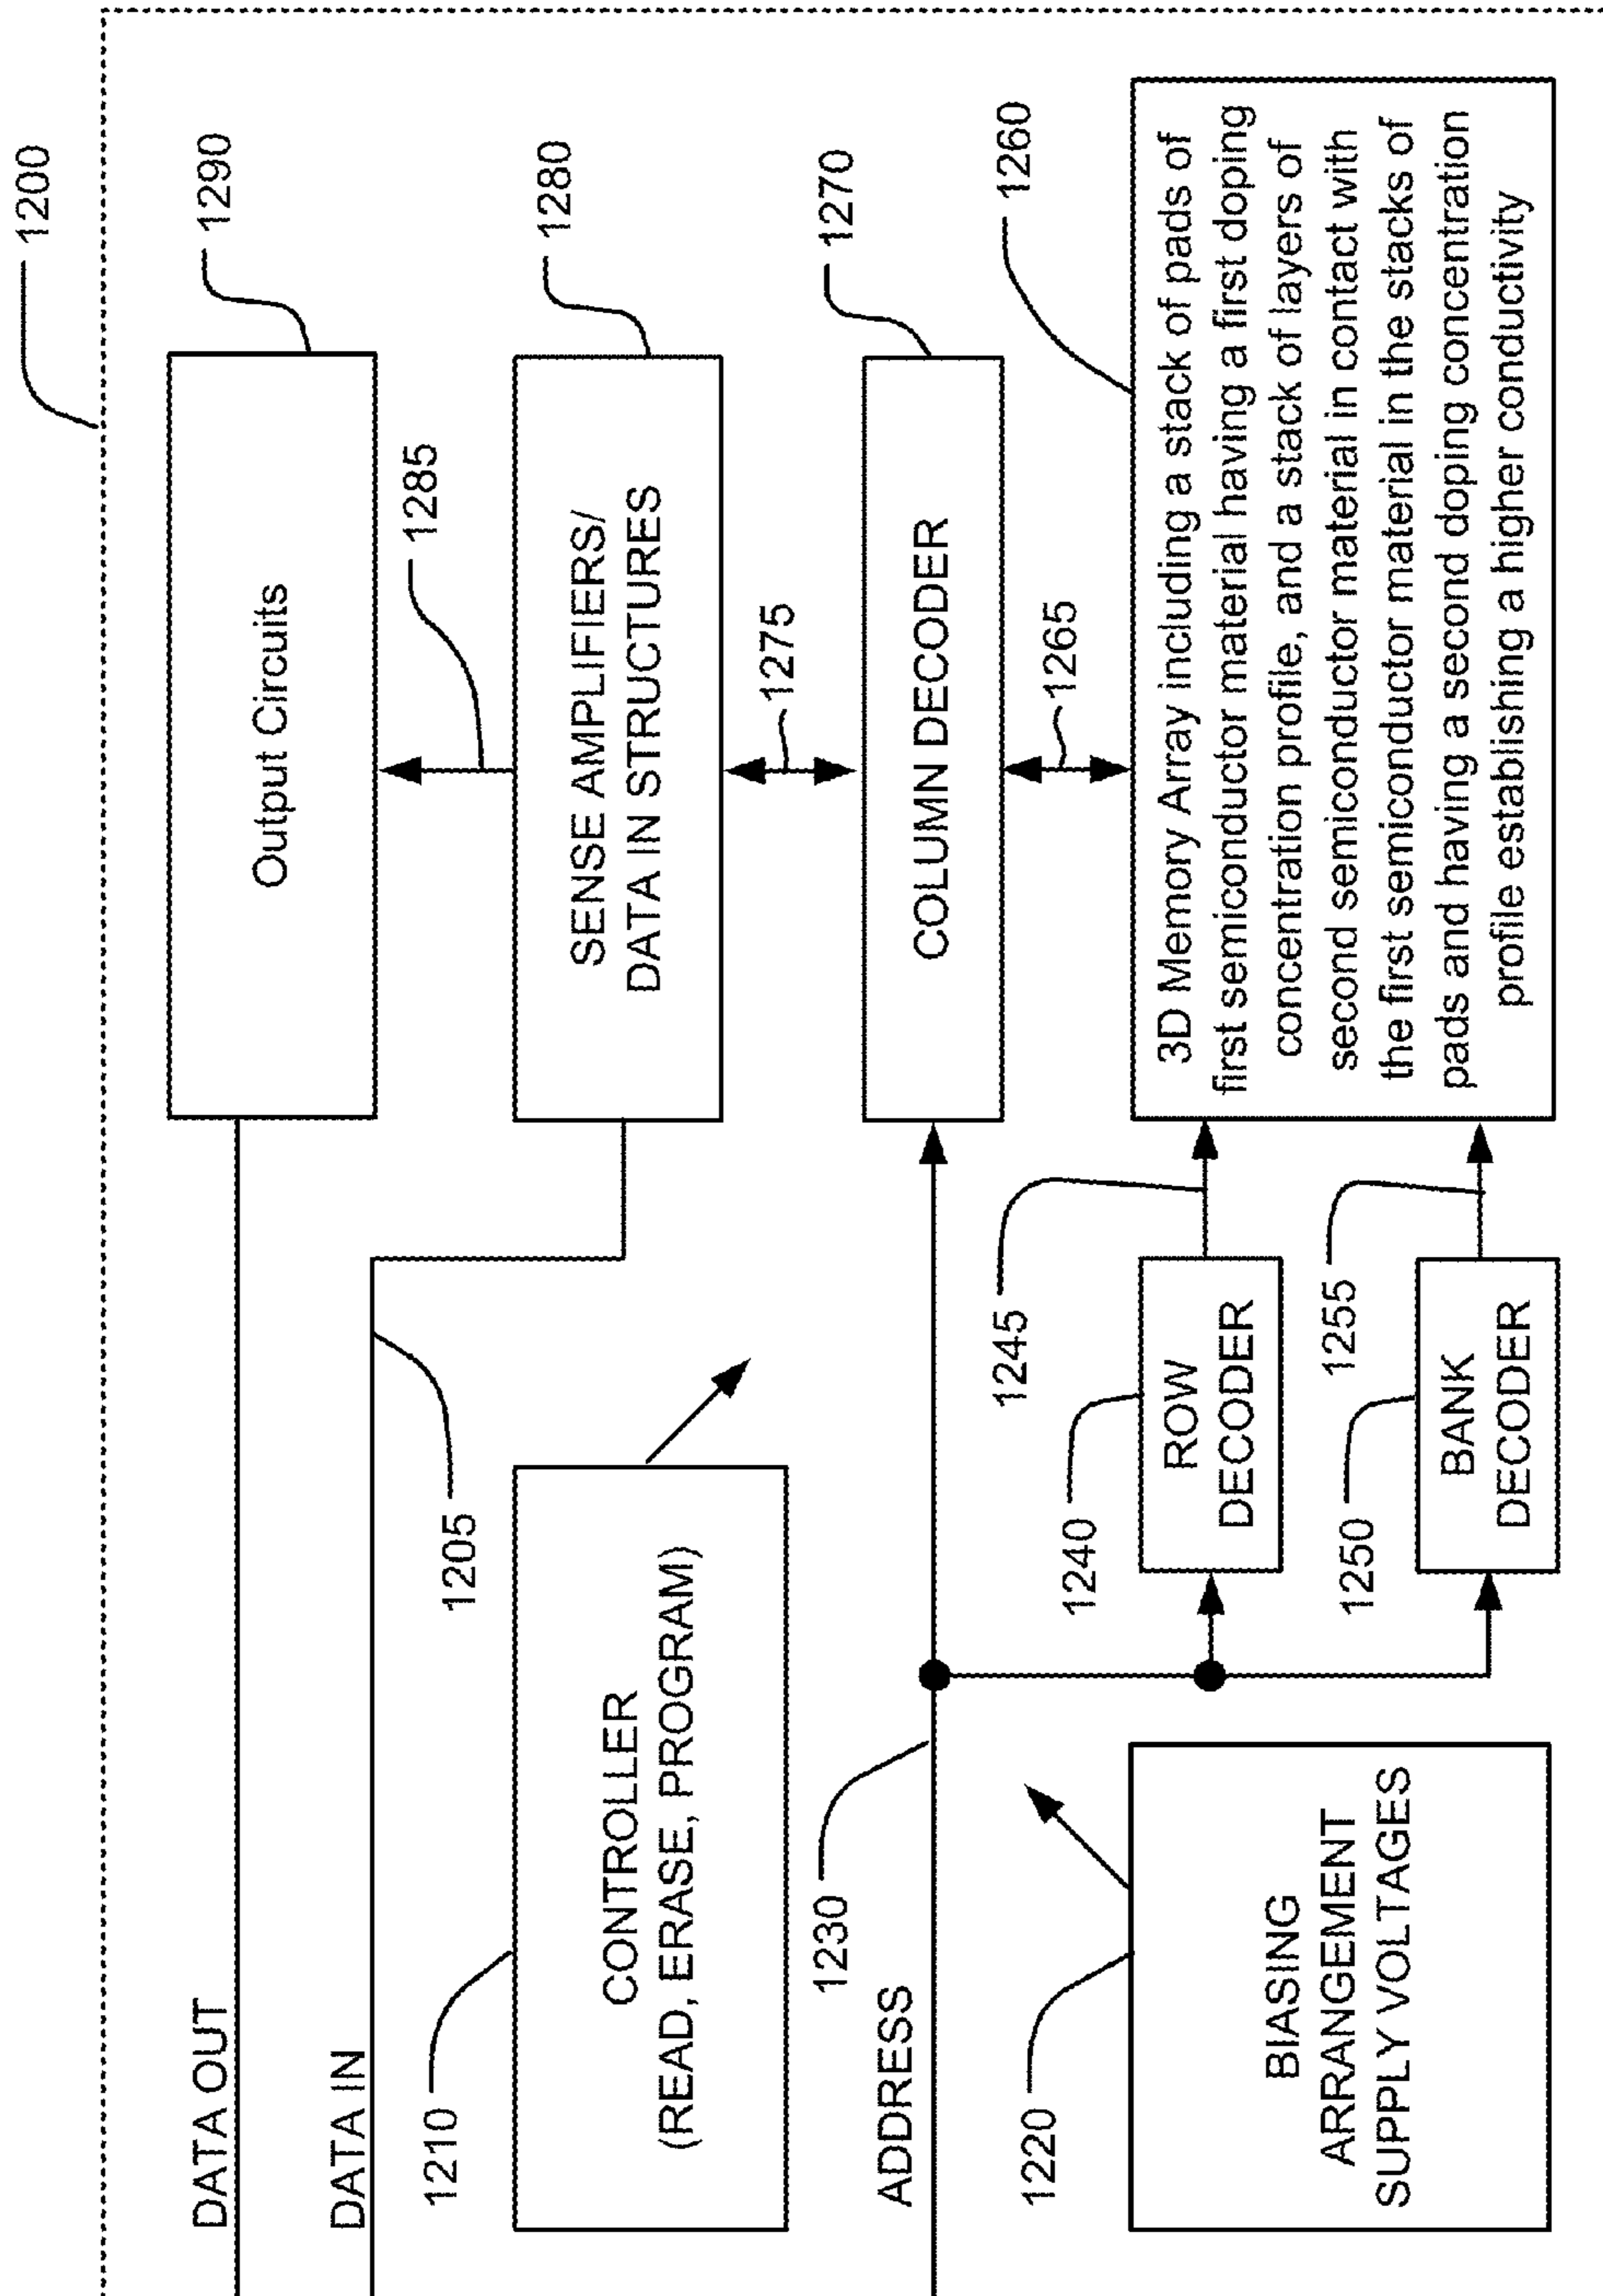 1200
DATA OUT
Output Circuits
1290
DATA IN
1205
1285
SENSE AMPLIFIERS/
DATA IN STRUCTURES
1280
1210
CONTROLLER
(READ, ERASE, PROGRAM)
1275
1230
ADDRESS
COLUMN DECODER
1270
1265
1220
BIASING
ARRANGEMENT
SUPPLY VOLTAGES
1240
ROW
DECODER
1245
1250
BANK
DECODER
1255
1260
3D Memory Array including a stack of pads of
first semiconductor material having a first doping
concentration profile, and a stack of layers of
second semiconductor material in contact with
the first semiconductor material in the stacks of
pads and having a second doping concentration
profile establishing a higher conductivity